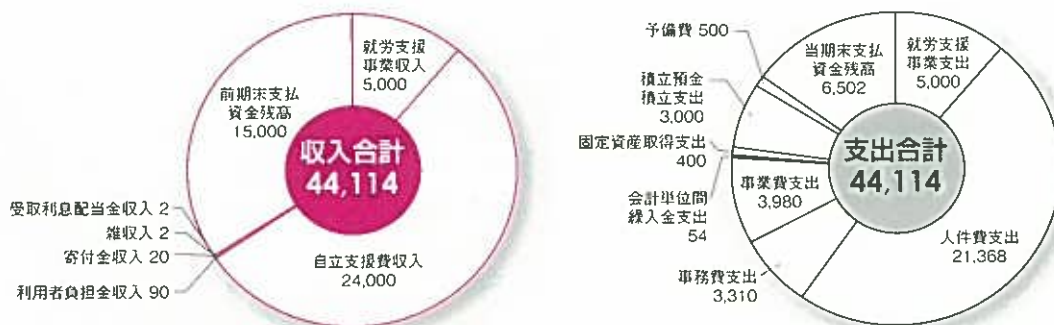 就労支援
事業収入
5,000
前期末支払
資金残高
15,000
収入合計
44,114
受取利息配当金収入 2
雑収入 2
寄付金収入 20
利用者負担金収入 90
自立支援費収入
24,000
予備費 500
当期末支払
資金残高
6,502
就労支援
事業支出
5,000
積立預金
積立支出
3,000
固定資産取得支出
400
支出合計
44,114
事業費支出
3,980
会計単位間
繰入金支出
54
人件費支出
21,368
事務費支出
3,310